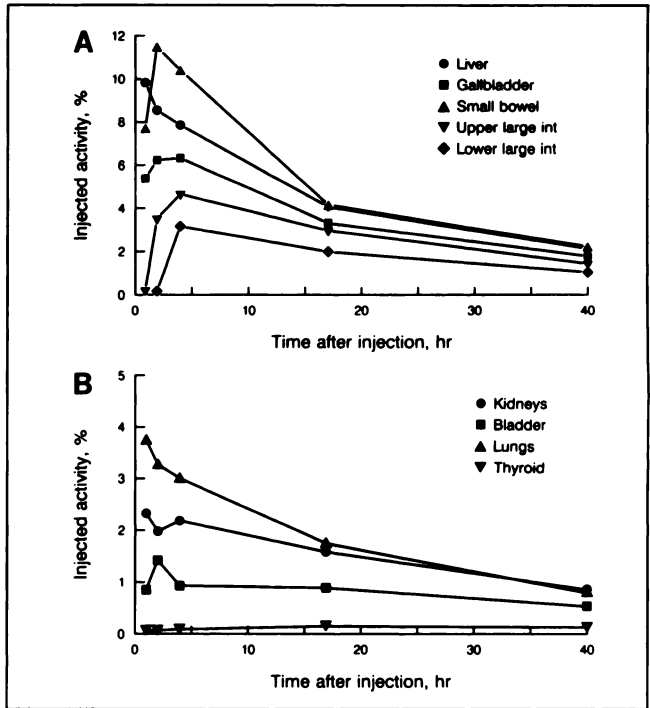 A
12
10
8
6
4
2
0
Injected activity, %
Liver
Gallbladder
Small bowel
Upper large int
Lower large int
0 10 20 30 40
Time after injection, hr
B
5
4
3
2
1
0
Injected activity, %
Kidneys
Bladder
Lungs
Thyroid
0 10 20 30 40
Time after injection, hr